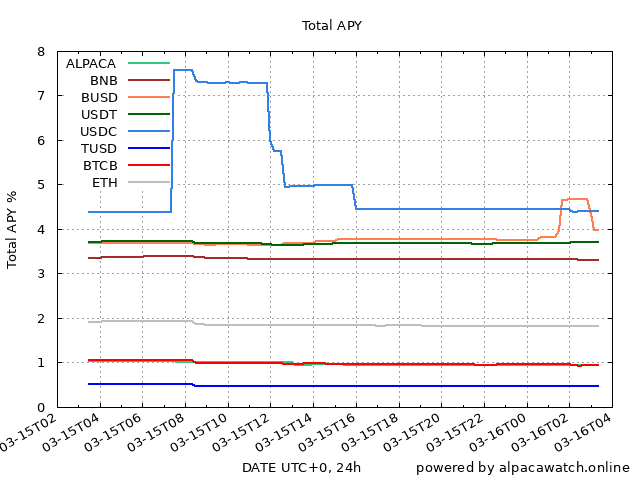 Total APY
8
7
6
5
4
3
2
1
0
Total APY %
ALPACA
BNB
BUSD
USDT
USDC
TUSD
BTCB
ETH
03-15T02
03-15T04
03-15T06
03-15T08
03-15T10
03-15T12
03-15T14
03-15T16
03-15T18
03-15T20
03-15T22
03-16T00
03-16T02
03-16T04
DATE UTC+0, 24h
powered by alpacawatch.online